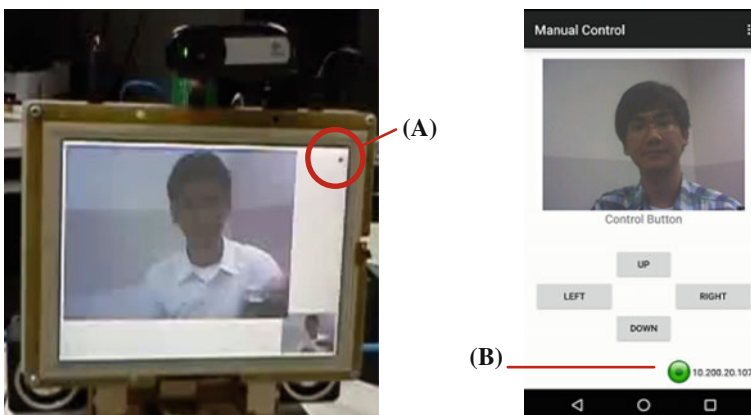 (A)
Manual Control
Control Button
UP
LEFT RIGHT
DOWN
(B)
10.200.20.107